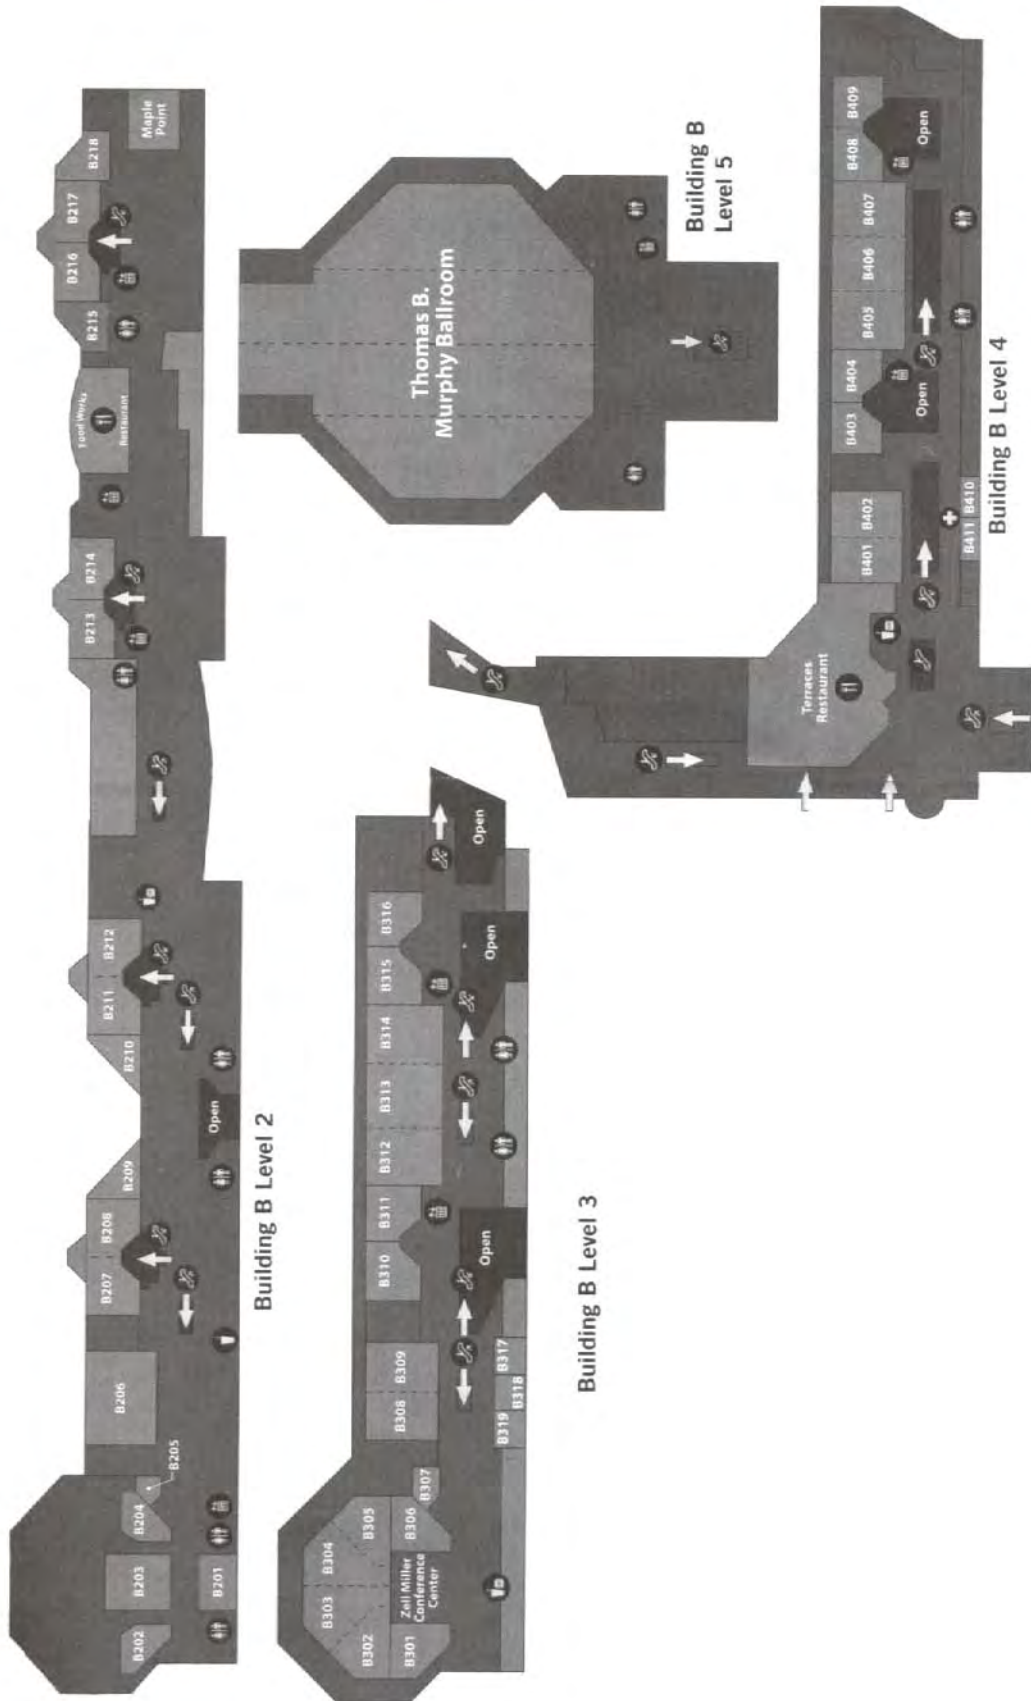 B201
B202
B203
B204
B205
B206
B207
B208
B209
B210
B211
B212
B213
B214
Food Works
Restaurant
B215
B216
B217
B218
Maple
Point
Open
Building B Level 2
Thomas B.
Murphy Ballroom
Building B
Level 5
B301
B302
B303
B304
B305
B306
B307
Zell Miller
Conference
Center
B308
B309
B310
B311
B312
B313
B314
B315
B316
B317
B318
B319
Open
Open
Open
Building B Level 3
Terraces
Restaurant
B401
B402
B403
B404
B405
B406
B407
B408
B409
B410
B411
Open
Open
Building B Level 4